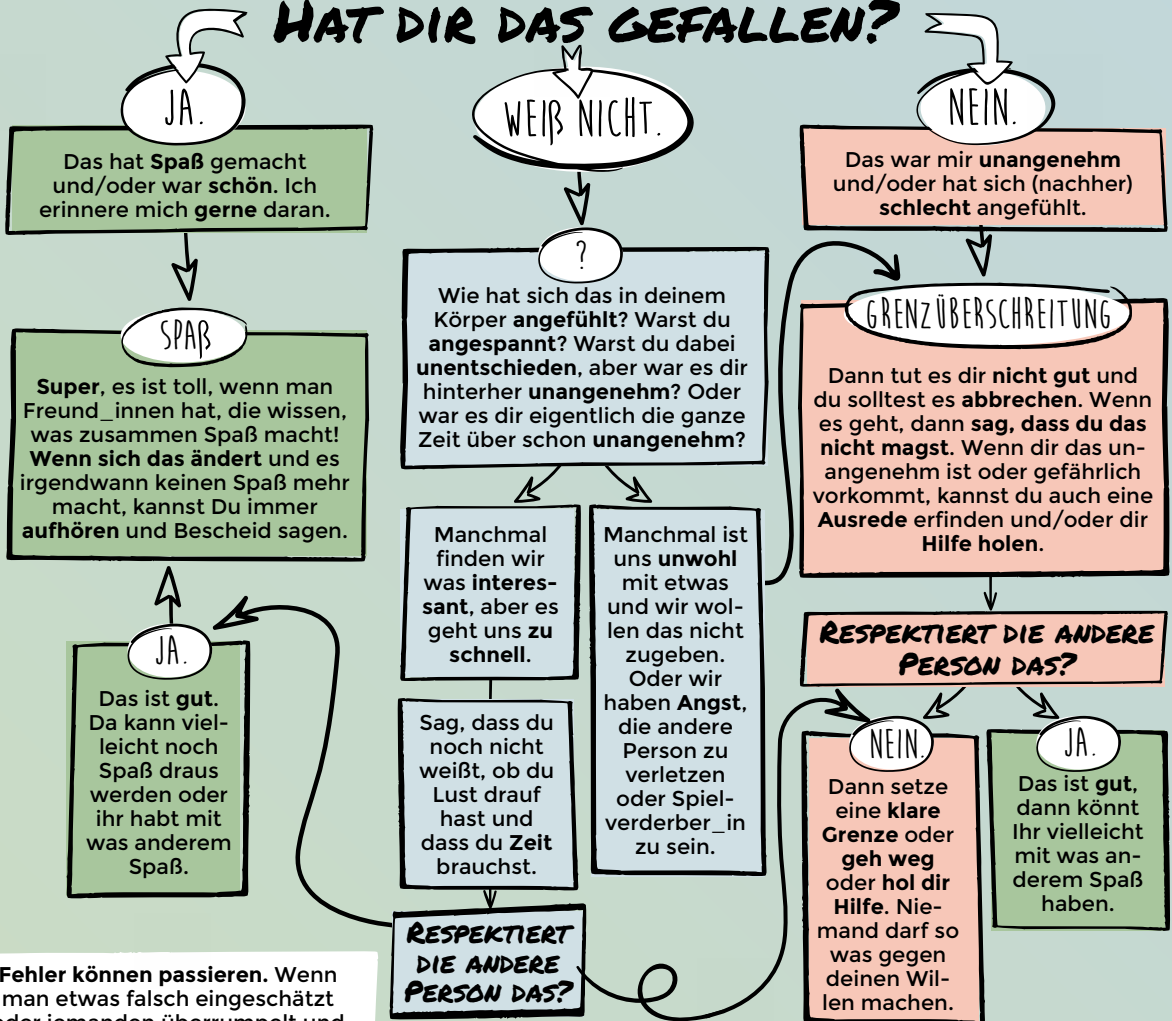 HAT DIR DAS GEFALLEN?
JA.
Das hat Spaß gemacht
und/oder war schön. Ich
erinnere mich gerne daran.
SPAß
Super, es ist toll, wenn man
Freund_innen hat, die wissen,
was zusammen Spaß macht!
Wenn sich das ändert und es
irgendwann keinen Spaß mehr
macht, kannst Du immer
aufhören und Bescheid sagen.
JA.
Das ist gut.
Da kann viel-
leicht noch
Spaß draus
werden oder
ihr habt mit
was anderem
Spaß.
WEIß NICHT.
?
Wie hat sich das in deinem
Körper angefühlt? Warst du
angespannt? Warst du dabei
unentschieden, aber war es dir
hinterher unangenehm? Oder
war es dir eigentlich die ganze
Zeit über schon unangenehm?
Manchmal
finden wir
was interes-
sant, aber es
geht uns zu
schnell.
Sag, dass du
noch nicht
weißt, ob du
Lust drauf
hast und
dass du Zeit
brauchst.
RESPEKTIERT
DIE ANDERE
PERSON DAS?
Manchmal ist
uns unwohl
mit etwas
und wir wol-
len das nicht
zugeben.
Oder wir
haben Angst,
die andere
Person zu
verletzen
oder Spiel-
verderber_in
zu sein.
NEIN.
Das war mir unangenehm
und/oder hat sich (nachher)
schlecht angefühlt.
GRENZÜBERSCHREITUNG
Dann tut es dir nicht gut und
du solltest es abbrechen. Wenn
es geht, dann sag, dass du das
nicht magst. Wenn dir das un-
angenehm ist oder gefährlich
vorkommt, kannst du auch eine
Ausrede erfinden und/oder dir
Hilfe holen.
RESPEKTIERT DIE ANDERE
PERSON DAS?
NEIN.
Dann setze
eine klare
Grenze oder
geh weg
oder hol dir
Hilfe. Nie-
mand darf so
was gegen
deinen Wil-
len machen.
JA.
Das ist gut,
dann könnt
Ihr vielleicht
mit was an-
derem Spaß
haben.
Fehler können passieren. Wenn
man etwas falsch eingeschätzt
oder jemanden überrumpelt und